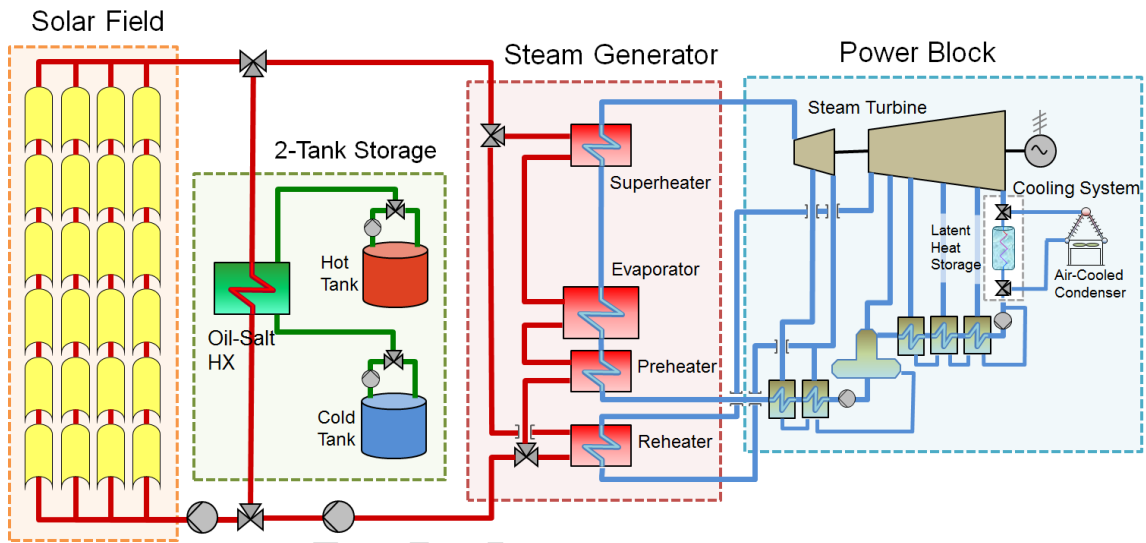 Solar Field
2-Tank Storage
Hot
Tank
Oil-Salt
HX
Cold
Tank
Steam Generator
Superheater
Evaporator
Preheater
Reheater
Power Block
Steam Turbine
Cooling System
Latent
Heat
Storage
Air-Cooled
Condenser